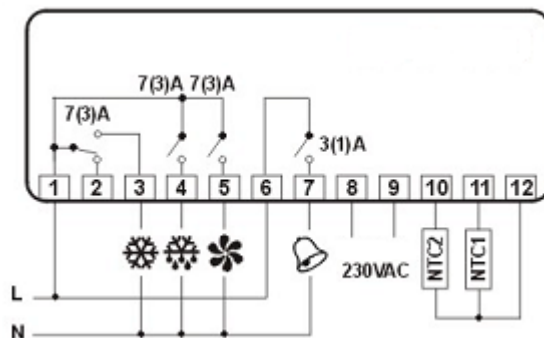 7(3)A 7(3)A
7(3)A
3(1)A
1 2 3 4 5 6 7 8 9 10 11 12
NTC2 NTC1
230VAC
L
N